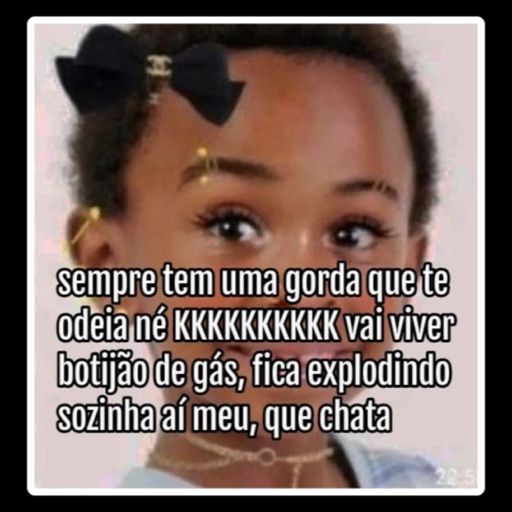 sempre tem uma gorda que te
odeia né KKKKKKKKKK vai viver
botijão de gás, fica explodindo
sozinha aí meu, que chata